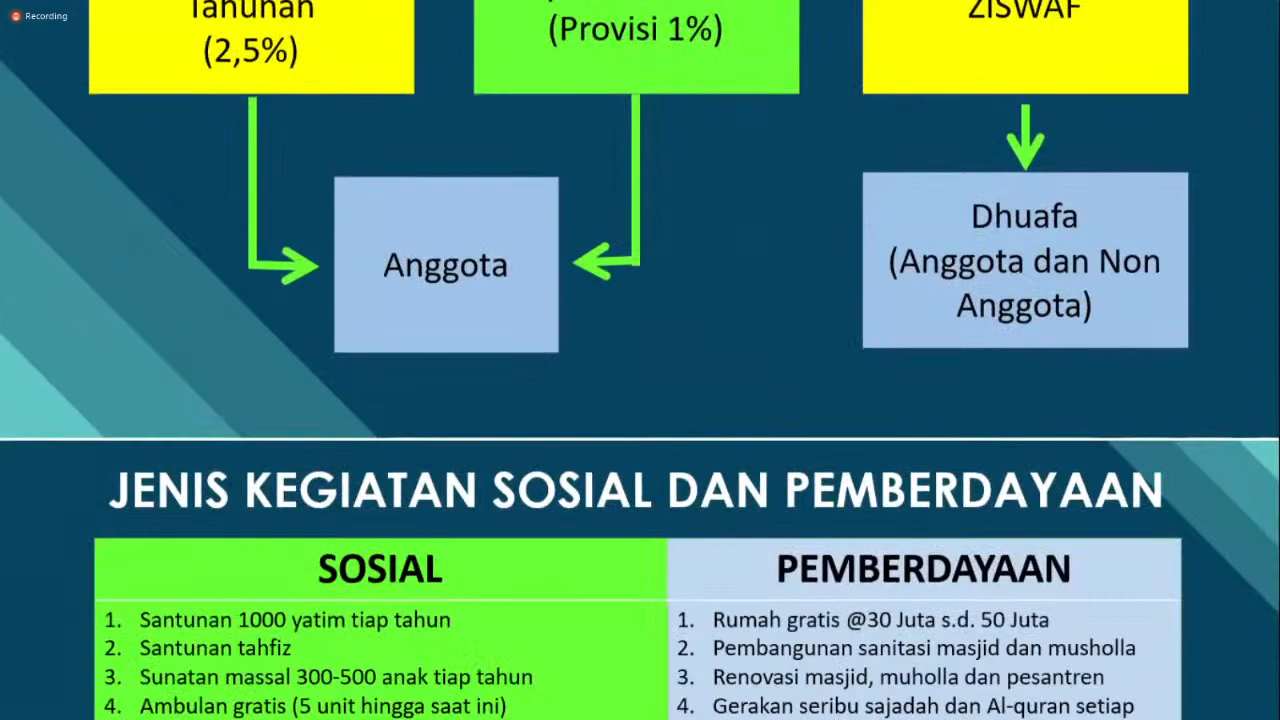 Recording
Tahunan
(2,5%)
(Provisi 1%)
ZISWAF
Anggota
Dhuafa
(Anggota dan Non
Anggota)
JENIS KEGIATAN SOSIAL DAN PEMBERDAYAAN
SOSIAL
1. Santunan 1000 yatim tiap tahun
2. Santunan tahfiz
3. Sunatan massal 300-500 anak tiap tahun
4. Ambulan gratis (5 unit hingga saat ini)
PEMBERDAYAAN
1. Rumah gratis @30 Juta s.d. 50 Juta
2. Pembangunan sanitasi masjid dan musholla
3. Renovasi masjid, muholla dan pesantren
4. Gerakan seribu sajadah dan Al-quran setiap